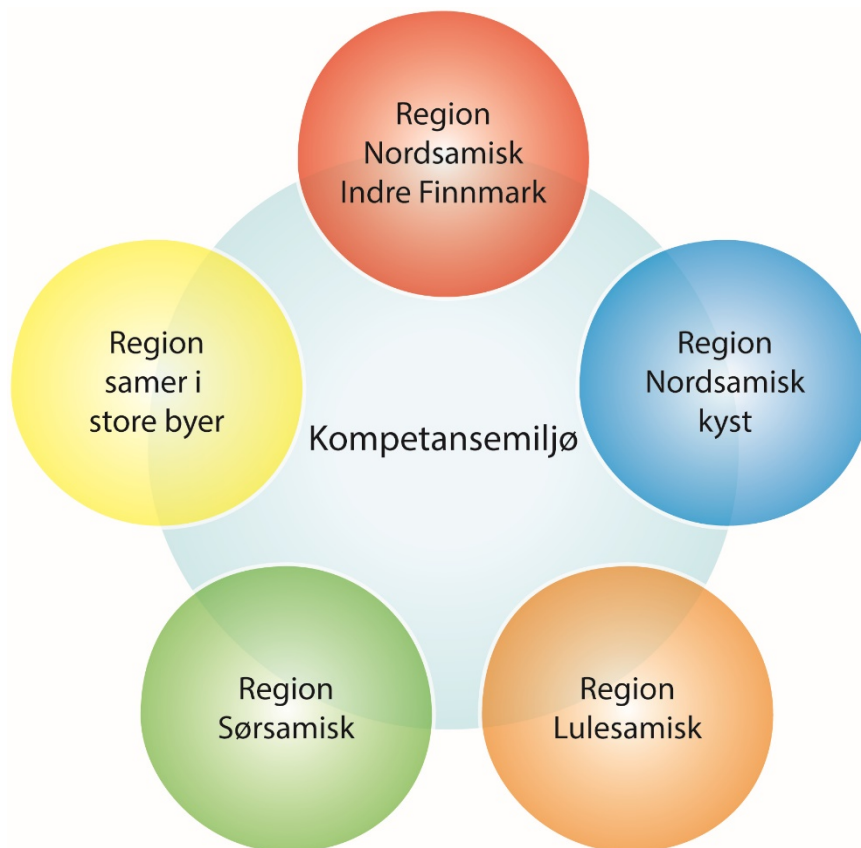 Region
Nordsamisk
Indre Finnmark
Region
samer i
store byer
Region
Nordsamisk
kyst
Kompetansemiljø
Region
Sørsamisk
Region
Lulesamisk